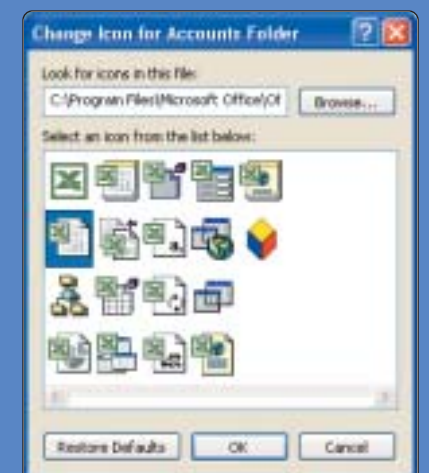 Change Icon for Accounts Folder
Look for icons in this file:
C:\Program Files\Microsoft Office\Of
Browse...
Select an icon from the list below:
Restore Defaults
OK
Cancel